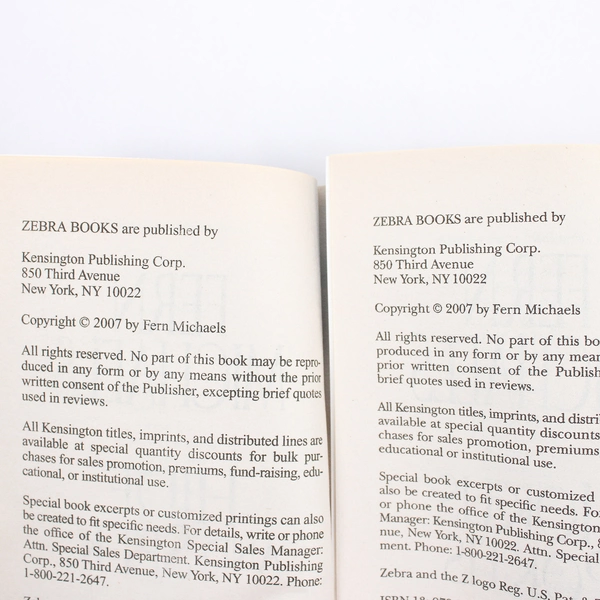 ZEBRA BOOKS are published by
Kensington Publishing Corp.
850 Third Avenue
New York, NY 10022
Copyright © 2007 by Fern Michaels
All rights reserved. No part of this book may be repro-
duced in any form or by any means without the prior
written consent of the Publisher, excepting brief quotes
used in reviews.
All Kensington titles, imprints, and distributed lines are
available at special quantity discounts for bulk pur-
chases for sales promotion, premiums, fund-raising, edu-
cational, or institutional use.
Special book excerpts or customized printings can also
be created to fit specific needs. For details, write or phone
the office of the Kensington Special Sales Manager:
Attn. Special Sales Department. Kensington Publishing
Corp., 850 Third Avenue, New York, NY 10022. Phone:
1-800-221-2647.
ZEBRA BOOKS are published by
Kensington Publishing Corp.
850 Third Avenue
New York, NY 10022
Copyright © 2007 by Fern Michaels
All rights reserved. No part of this bo
produced in any form or by any mean
prior written consent of the Publish
brief quotes used in reviews.
All Kensington titles, imprints, and distri
available at special quantity discounts
chases for sales promotion, premiums
educational or institutional use.
Special book excerpts or customized
also be created to fit specific needs. For
or phone the office of the Kensington
Manager: Kensington Publishing Corp., 8
nue, New York, NY 10022. Attn. Special
ment. Phone: 1-800-221-2647.
Zebra and the Z logo Reg. U.S. Pat. &